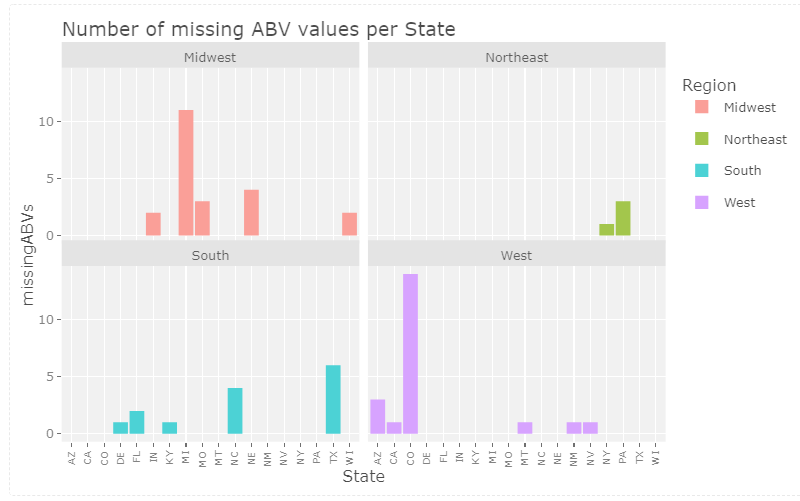 Number of missing ABV values per State
Midwest
Northeast
10
5
0
South
West
10
5
0
missingABVs
AZ CA CO DE FL IN KY MI MO MT NC NE NM NV NY PA TX WI
AZ CA CO DE FL IN KY MI MO MT NC NE NM NV NY PA TX WI
State
Region
Midwest
Northeast
South
West